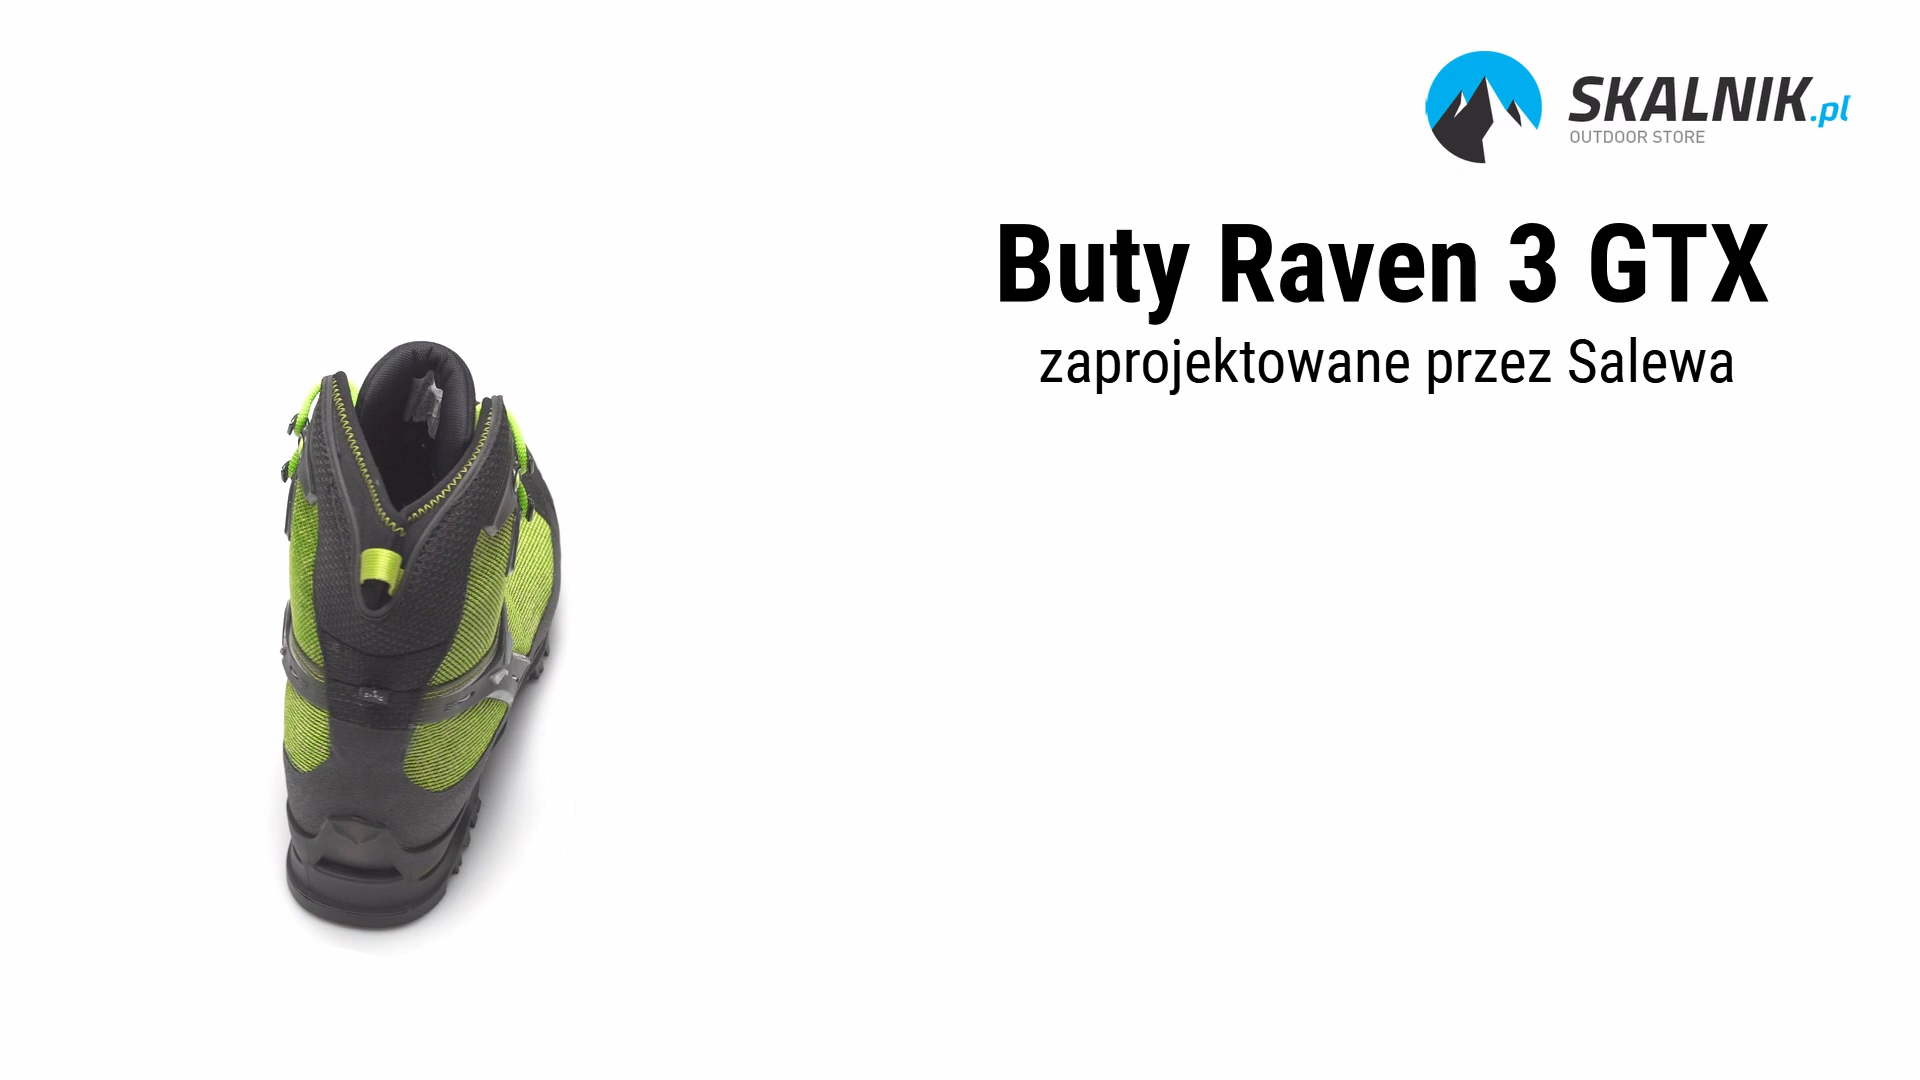 SKALNIK.pl
OUTDOOR STORE
Buty Raven 3 GTX
zaprojektowane przez Salewa